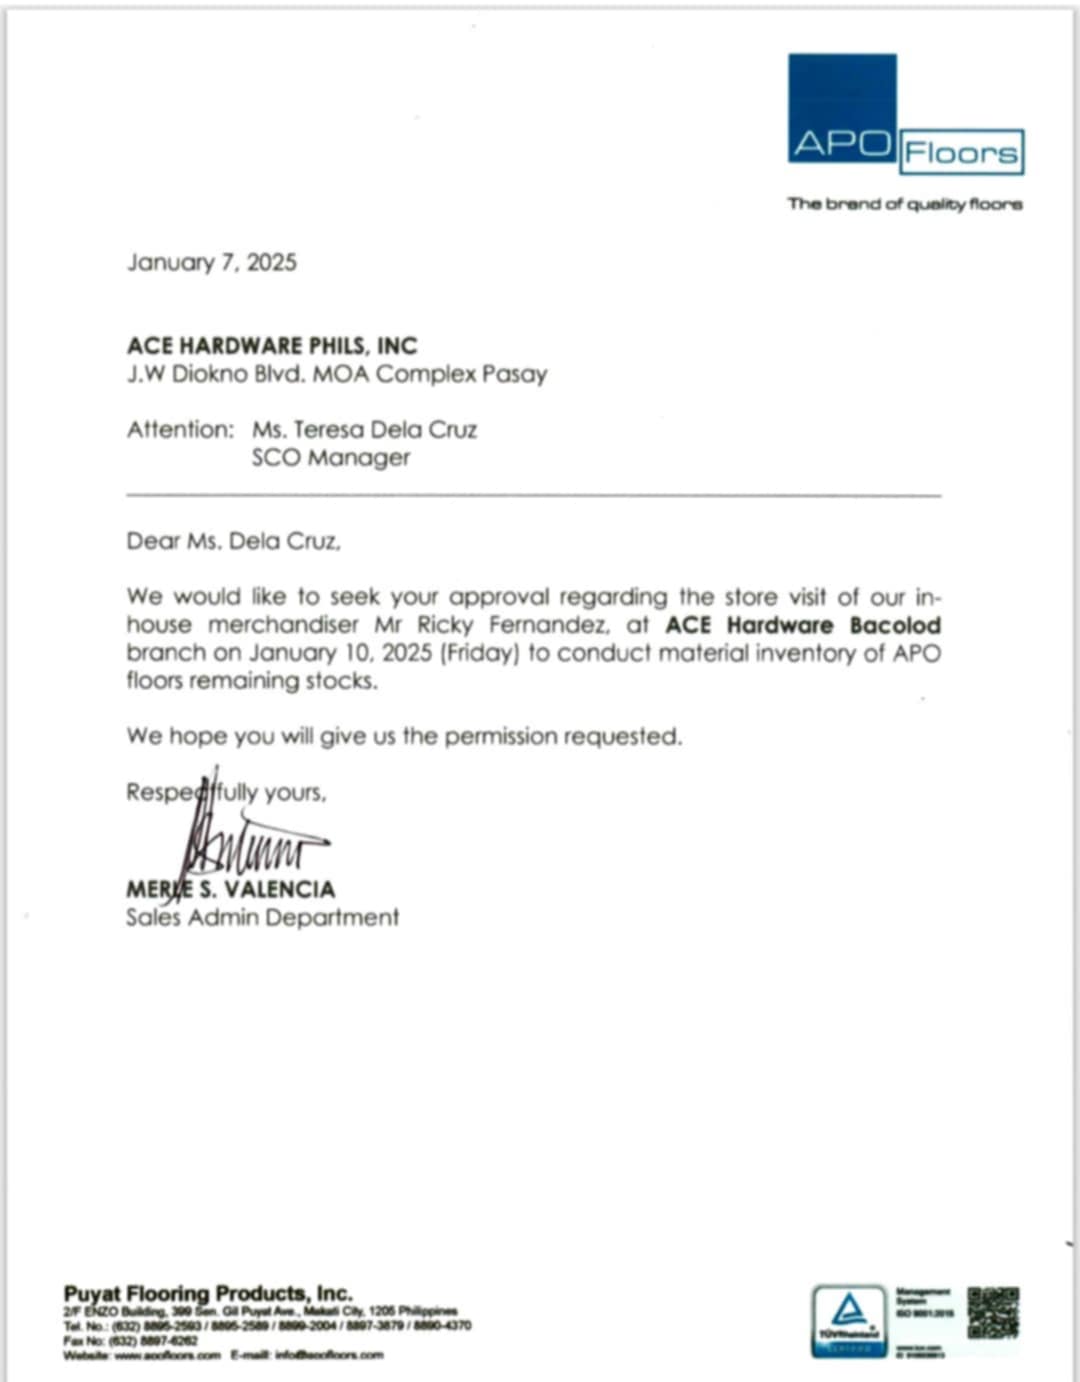 APO Floors
The brand of quality floors
January 7, 2025
ACE HARDWARE PHILS, INC
J.W Diokno Blvd. MOA Complex Pasay
Attention: Ms. Teresa Dela Cruz
SCO Manager
Dear Ms. Dela Cruz,
We would like to seek your approval regarding the store visit of our in-
house merchandiser Mr Ricky Fernandez, at ACE Hardware Bacolod
branch on January 10, 2025 (Friday) to conduct material inventory of APO
floors remaining stocks.
We hope you will give us the permission requested.
Respectfully yours,
MERLE S. VALENCIA
Sales Admin Department
Puyat Flooring Products, Inc.
2/F ENZO Building, 399 Sen. Gil Puyat Ave., Makati City, 1205 Philippines
Tel. No.: (632) 8895-2593 / 8895-2589 / 8899-2004 / 8897-3879 / 8890-4370
Fax No: (632) 8897-6262
Website: www.apofloors.com E-mail: info@apofloors.com
TÜVRheinland
CERTIFIED
Management
System
ISO 9001:2015
www.tuv.com